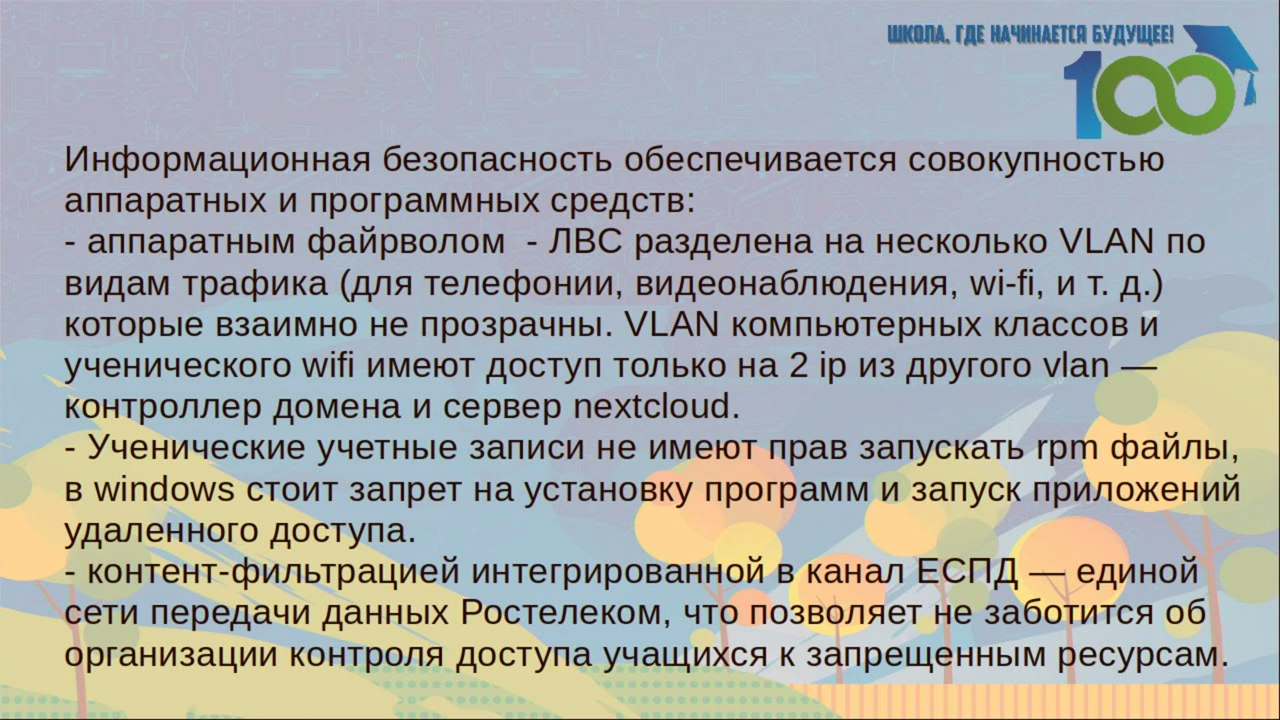 ШКОЛА, ГДЕ НАЧИНАЕТСЯ БУДУЩЕЕ!
100
Информационная безопасность обеспечивается совокупностью
аппаратных и программных средств:
- аппаратным файрволом  - ЛВС разделена на несколько VLAN по
видам трафика (для телефонии, видеонаблюдения, wi-fi, и т. д.)
которые взаимно не прозрачны. VLAN компьютерных классов и
ученического wifi имеют доступ только на 2 ip из другого vlan —
контроллер домена и сервер nextcloud.
- Ученические учетные записи не имеют прав запускать rpm файлы,
в windows стоит запрет на установку программ и запуск приложений
удаленного доступа.
- контент-фильтрацией интегрированной в канал ЕСПД — единой
сети передачи данных Ростелеком, что позволяет не заботится об
организации контроля доступа учащихся к запрещенным ресурсам.